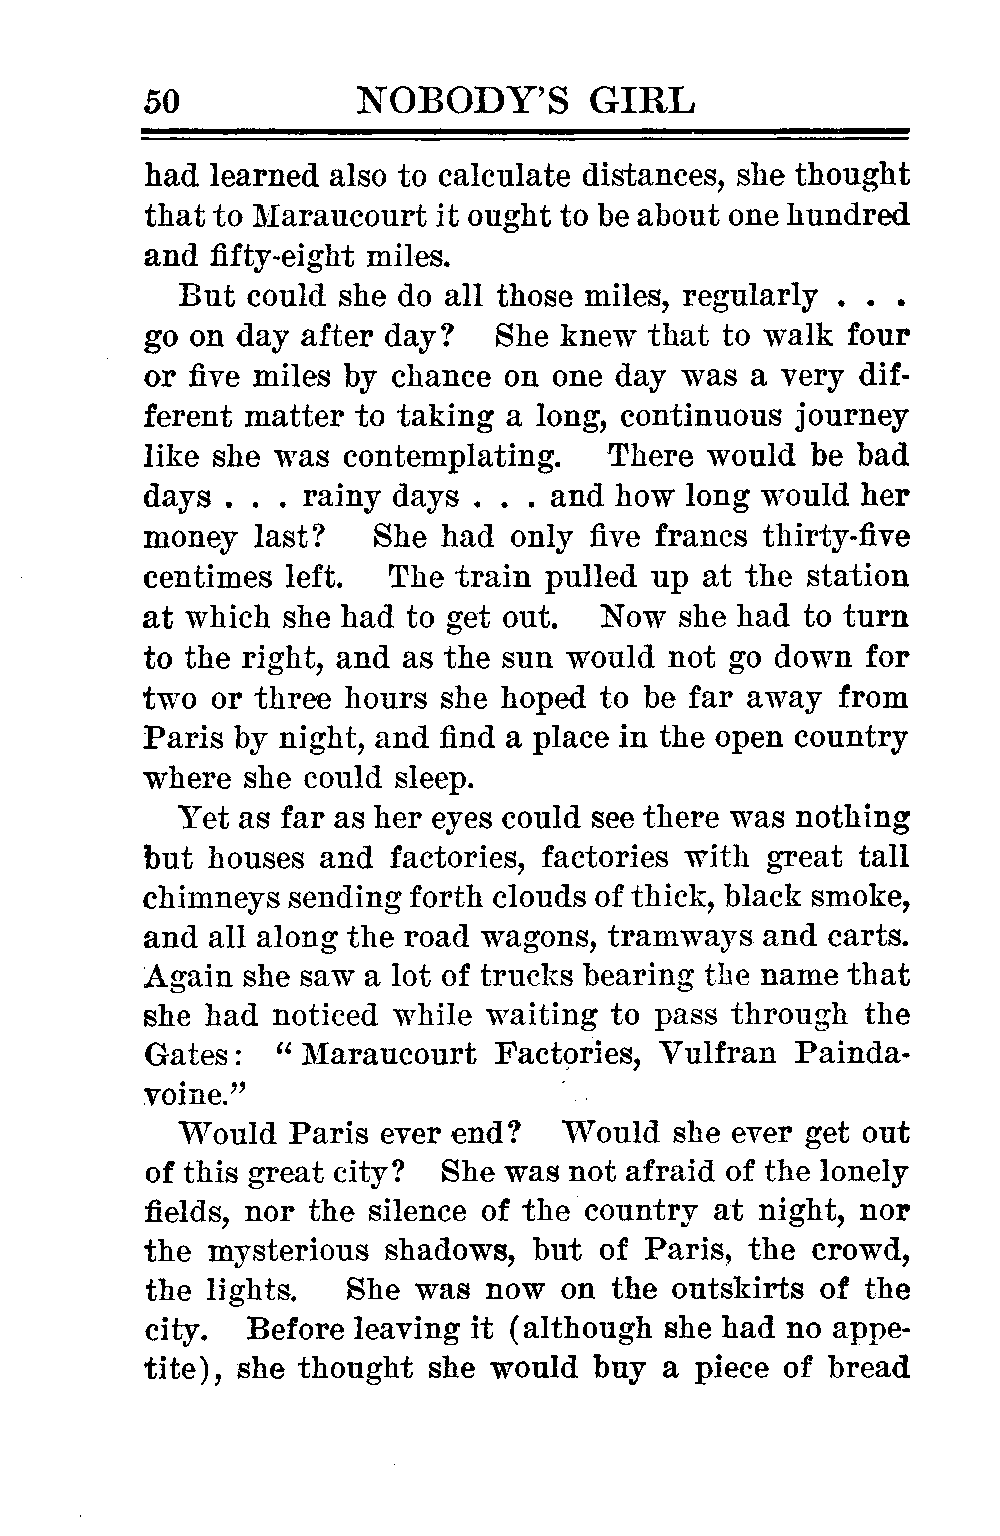 50 NOBODY'S GIRL
had learned also to calculate distances, she thought
that to Maraucourt it ought to be about one hundred
and fifty-eight miles.
But could she do all those miles, regularly . . .
go on day after day? She knew that to walk four
or five miles by chance on one day was a very dif-
ferent matter to taking a long, continuous journey
like she was contemplating. There would be bad
days . . . rainy days . . . and how long would her
money last? She had only five francs thirty-five
centimes left. The train pulled up at the station
at which she had to get out. Now she had to turn
to the right, and as the sun would not go down for
two or three hours she hoped to be far away from
Paris by night, and find a place in the open country
where she could sleep.
Yet as far as her eyes could see there was nothing
but houses and factories, factories with great tall
chimneys sending forth clouds of thick, black smoke,
and all along the road wagons, tramways and carts.
Again she saw a lot of trucks bearing the name that
she had noticed while waiting to pass through the
Gates: "Maraucourt Factories, Vulfran Painda-
voine."
Would Paris ever end? Would she ever get out
of this great city? She was not afraid of the lonely
fields, nor the silence of the country at night, nor
the mysterious shadows, but of Paris, the crowd,
the lights. She was now on the outskirts of the
city. Before leaving it (although she had no appe-
tite), she thought she would buy a piece of bread